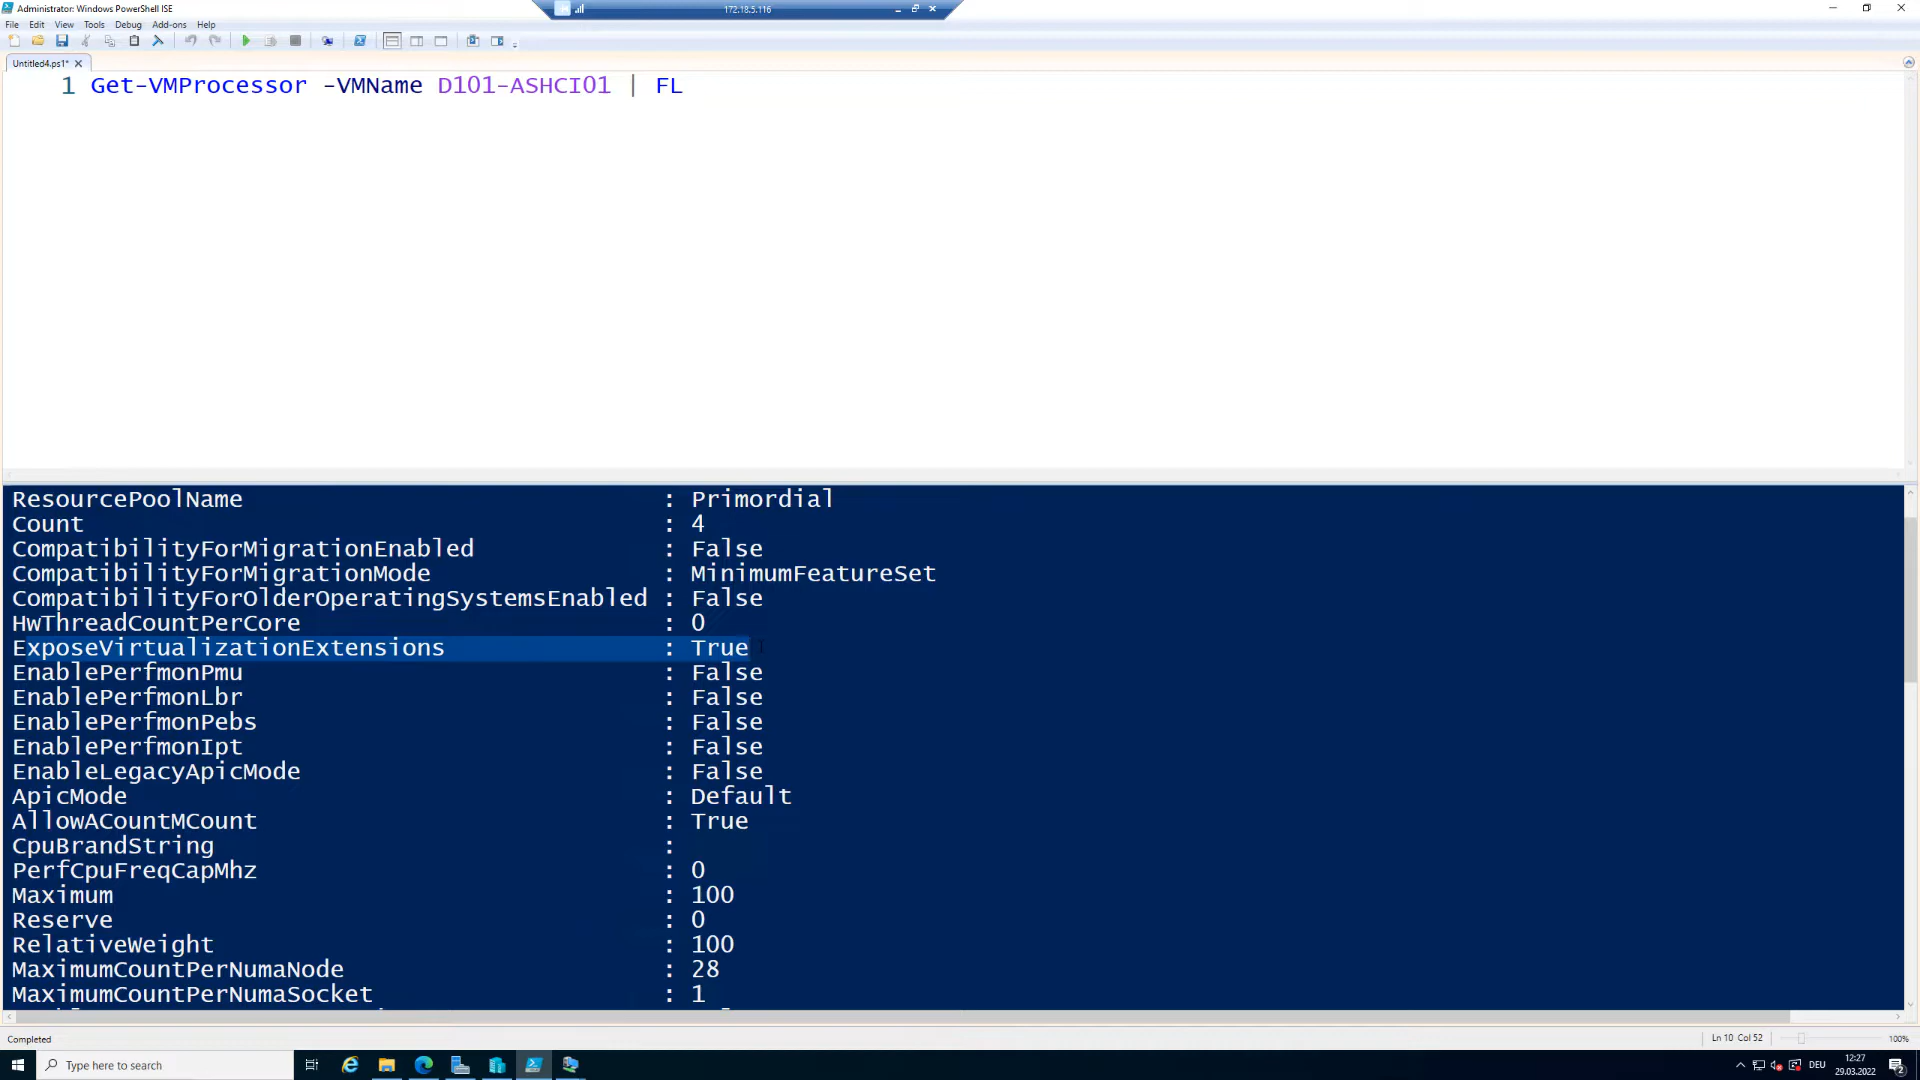 Administrator: Windows PowerShell ISE
172.18.5.116
File Edit View Tools Debug Add-ons Help
Untitled4.ps1*
1 Get-VMProcessor -VMName D101-ASHCI01 | FL
ResourcePoolName : Primordial
Count : 4
CompatibilityForMigrationEnabled : False
CompatibilityForMigrationMode : MinimumFeatureSet
CompatibilityForOlderOperatingSystemsEnabled : False
HwThreadCountPerCore : 0
ExposeVirtualizationExtensions : True
EnablePerfmonPmu : False
EnablePerfmonLbr : False
EnablePerfmonPebs : False
EnablePerfmonIpt : False
EnableLegacyApicMode : False
ApicMode : Default
AllowACountMCount : True
CpuBrandString :
PerfCpuFreqCapMhz : 0
Maximum : 100
Reserve : 0
RelativeWeight : 100
MaximumCountPerNumaNode : 28
MaximumCountPerNumaSocket : 1
Completed
Ln 10 Col 52
100%
Type here to search
DEU
12:27
29.03.2022
2